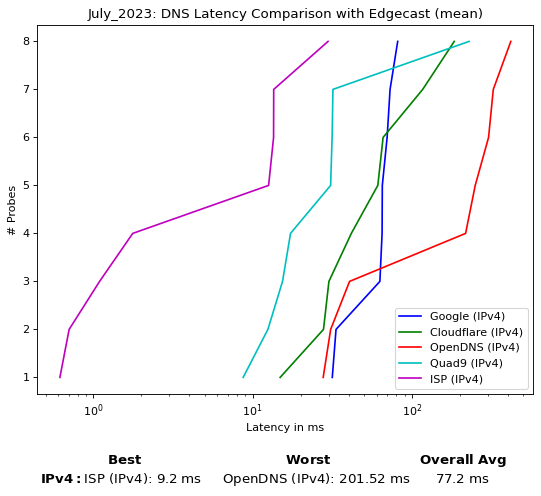 July_2023: DNS Latency Comparison with Edgecast (mean)
8
7
6
5
4
3
2
1
# Probes
Google (IPv4)
Cloudflare (IPv4)
OpenDNS (IPv4)
Quad9 (IPv4)
ISP (IPv4)
10⁰ 10¹ 10²
Latency in ms
Best Worst Overall Avg
IPv4: ISP (IPv4): 9.2 ms OpenDNS (IPv4): 201.52 ms 77.2 ms